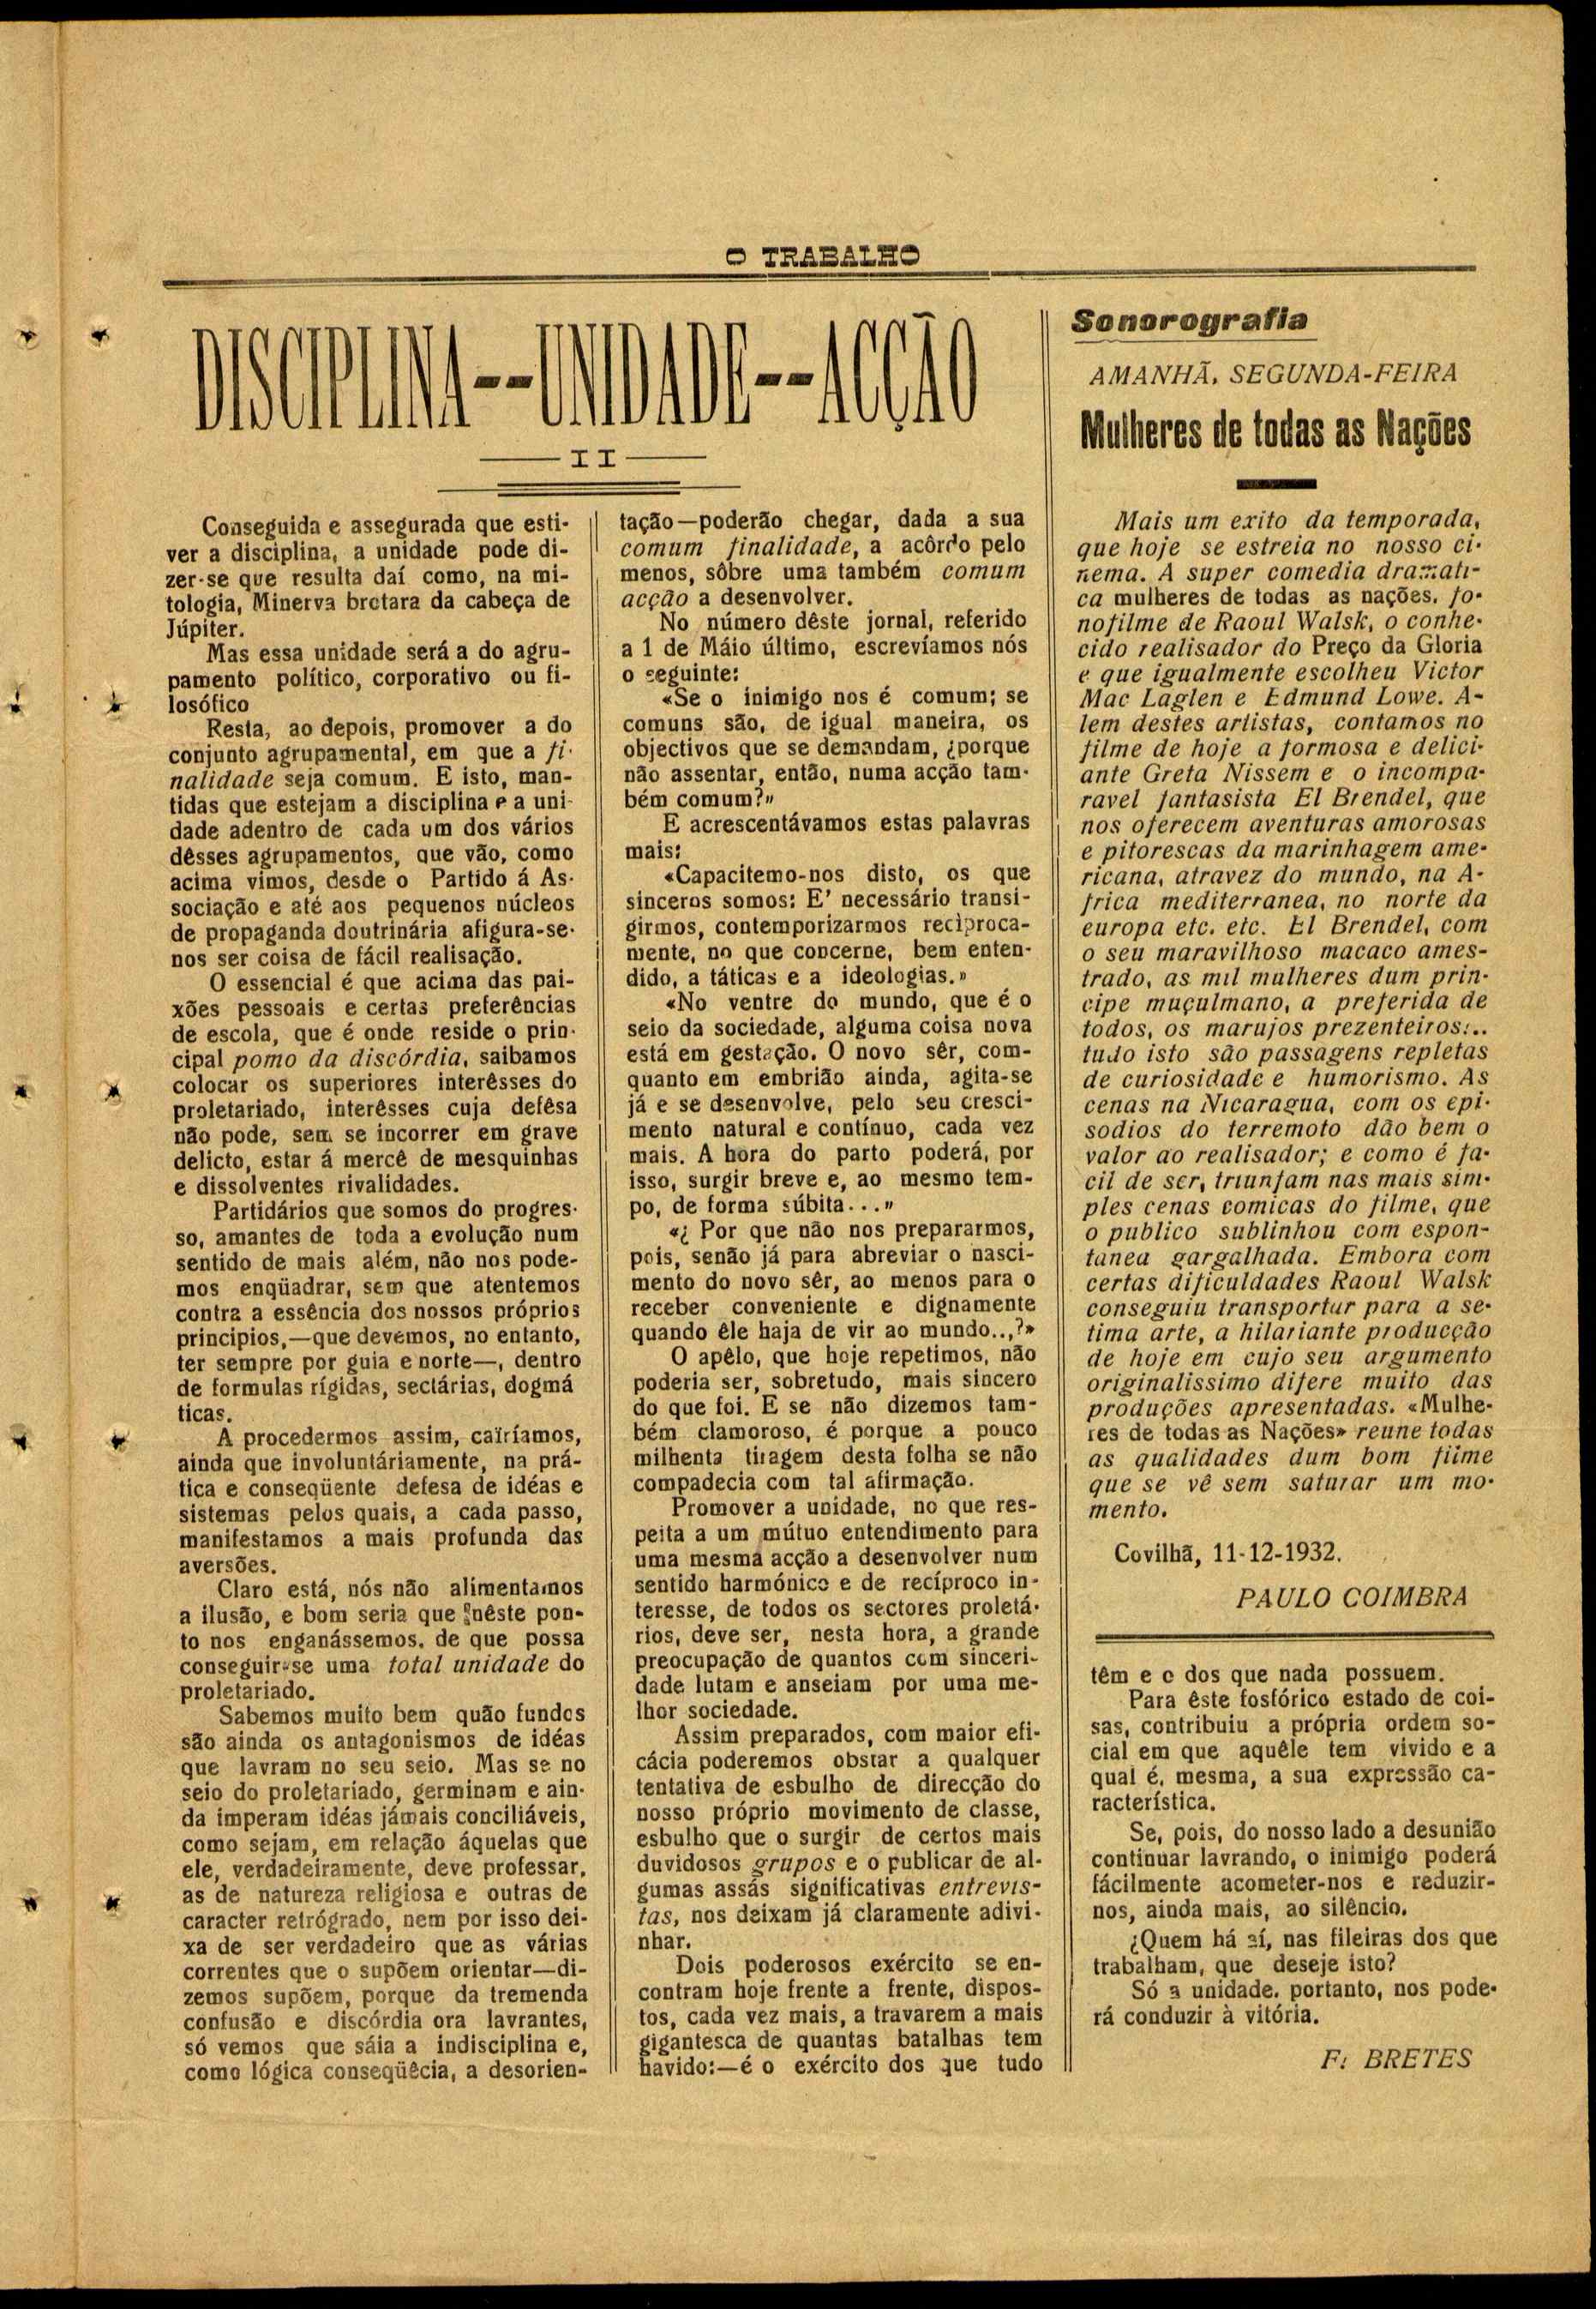 O TRABALHO
DISCIPLINA--UNIDADE--ACÇÃO
II
Conseguida e assegurada que esti-
ver a disciplina, a unidade pode di-
zer-se que resulta daí como, na mi-
tologia, Minerva brotara da cabeça de
Júpiter.
Mas essa unidade será a do agru-
pamento político, corporativo ou fi-
losófico
Resta, ao depois, promover a do
conjunto agrupamental, em que a fi-
nalidade seja comum. E isto, man-
tidas que estejam a disciplina e a uni-
dade adentro de cada um dos vários
dêsses agrupamentos, que vão, como
acima vimos, desde o Partido á As-
sociação e até aos pequenos núcleos
de propaganda doutrinária afigura-se-
nos ser coisa de fácil realisação.
O essencial é que acima das pai-
xões pessoais e certas preferências
de escola, que é onde reside o prin-
cipal pomo da discórdia, saibamos
colocar os superiores interêsses do
proletariado, interêsses cuja defêsa
não pode, sem se incorrer em grave
delicto, estar á mercê de mesquinhas
e dissolventes rivalidades.
Partidários que somos do progres-
so, amantes de toda a evolução num
sentido de mais além, não nos pode-
mos enqüadrar, sem que atentemos
contra a essência dos nossos próprios
principios,—que devemos, no entanto,
ter sempre por guia e norte—, dentro
de formulas rígidas, sectárias, dogmá
ticas.
A procedermos assim, caïríamos,
ainda que involuntáriamente, na prá-
tica e conseqüente defesa de idéas e
sistemas pelos quais, a cada passo,
manifestamos a mais profunda das
aversões.
Claro está, nós não alimentamos
a ilusão, e bom seria que nêste pon-
to nos enganássemos, de que possa
conseguir-se uma total unidade do
proletariado.
Sabemos muito bem quão fundos
são ainda os antagonismos de idéas
que lavram no seu seio. Mas se no
seio do proletariado, germinam e ain-
da imperam idéas jámais conciliáveis,
como sejam, em relação áquelas que
ele, verdadeiramente, deve professar,
as de natureza religiosa e outras de
caracter retrógrado, nem por isso dei-
xa de ser verdadeiro que as várias
correntes que o supõem orientar—di-
zemos supõem, porque da tremenda
confusão e discórdia ora lavrantes,
só vemos que sáia a indisciplina e,
como lógica conseqüêcia, a desorien-
tação—poderão chegar, dada a sua
comum finalidade, a acôrdo pelo
menos, sôbre uma também comum
acção a desenvolver.
No número dêste jornal, referido
a 1 de Máio último, escrevíamos nós
o seguinte:
«Se o inimigo nos é comum; se
comuns são, de igual maneira, os
objectivos que se demandam, ¿porque
não assentar, então, numa acção tam-
bém comum?»
E acrescentávamos estas palavras
mais:
«Capacitemo-nos disto, os que
sinceros somos: E' necessário transi-
girmos, contemporizarmos reciproca-
mente, no que concerne, bem enten-
dido, a táticas e a ideologias.»
«No ventre do mundo, que é o
seio da sociedade, alguma coisa nova
está em gestação. O novo sêr, com-
quanto em embrião ainda, agita-se
já e se desenvolve, pelo seu cresci-
mento natural e contínuo, cada vez
mais. A hora do parto poderá, por
isso, surgir breve e, ao mesmo tem-
po, de forma súbita...»
«¿ Por que não nos prepararmos,
pois, senão já para abreviar o nasci-
mento do novo sêr, ao menos para o
receber conveniente e dignamente
quando êle haja de vir ao mundo..,?»
O apêlo, que hoje repetimos, não
poderia ser, sobretudo, mais sincero
do que foi. E se não dizemos tam-
bém clamoroso, é porque a pouco
milhenta tiragem desta folha se não
compadecia com tal afirmação.
Promover a unidade, no que res-
peita a um mútuo entendimento para
uma mesma acção a desenvolver num
sentido harmónico e de recíproco in-
teresse, de todos os sectores proletá-
rios, deve ser, nesta hora, a grande
preocupação de quantos com sinceri-
dade lutam e anseiam por uma me-
lhor sociedade.
Assim preparados, com maior efi-
cácia poderemos obstar a qualquer
tentativa de esbulho de direcção do
nosso próprio movimento de classe,
esbulho que o surgir de certos mais
duvidosos grupos e o publicar de al-
gumas assás significativas entrevis-
tas, nos deixam já claramente adivi-
nhar.
Dois poderosos exército se en-
contram hoje frente a frente, dispos-
tos, cada vez mais, a travarem a mais
gigantesca de quantas batalhas tem
havido:—é o exército dos que tudo
Sonorografia
AMANHÃ, SEGUNDA-FEIRA
Mulheres de todas as Nações
Mais um exito da temporada,
que hoje se estreia no nosso ci-
nema. A super comedia dramati-
ca mulheres de todas as nações, fo-
nofilme de Raoul Walsk, o conhe-
cido realisador do Preço da Gloria
e que igualmente escolheu Victor
Mac Laglen e Edmund Lowe. A-
lem destes artistas, contamos no
filme de hoje a formosa e delici-
ante Greta Nissem e o incompa-
ravel fantasista El Brendel, que
nos oferecem aventuras amorosas
e pitorescas da marinhagem ame-
ricana, atravez do mundo, na A-
frica mediterranea, no norte da
europa etc. etc. El Brendel, com
o seu maravilhoso macaco ames-
trado, as mil mulheres dum prin-
cipe muçulmano, a preferida de
todos, os marujos prezenteiros:..
tudo isto são passagens repletas
de curiosidade e humorismo. As
cenas na Nicaragua, com os epi-
sodios do terremoto dão bem o
valor ao realisador; e como é fa-
cil de ser, triunfam nas mais sim-
ples cenas comicas do filme, que
o publico sublinhou com espon-
tanea gargalhada. Embora com
certas dificuldades Raoul Walsk
conseguiu transportar para a se-
tima arte, a hilariante producção
de hoje em cujo seu argumento
originalissimo difere muito das
produções apresentadas. «Mulhe-
res de todas as Nações» reune todas
as qualidades dum bom filme
que se vê sem saturar um mo-
mento.
Covilhã, 11-12-1932.
PAULO COIMBRA
têm e o dos que nada possuem.
Para êste fosfórico estado de coi-
sas, contribuiu a própria ordem so-
cial em que aquêle tem vivido e a
qual é, mesma, a sua expressão ca-
racterística.
Se, pois, do nosso lado a desunião
continuar lavrando, o inimigo poderá
fácilmente acometer-nos e reduzir-
nos, ainda mais, ao silêncio.
¿Quem há aí, nas fileiras dos que
trabalham, que deseje isto?
Só a unidade, portanto, nos pode-
rá conduzir à vitória.
F: BRETES